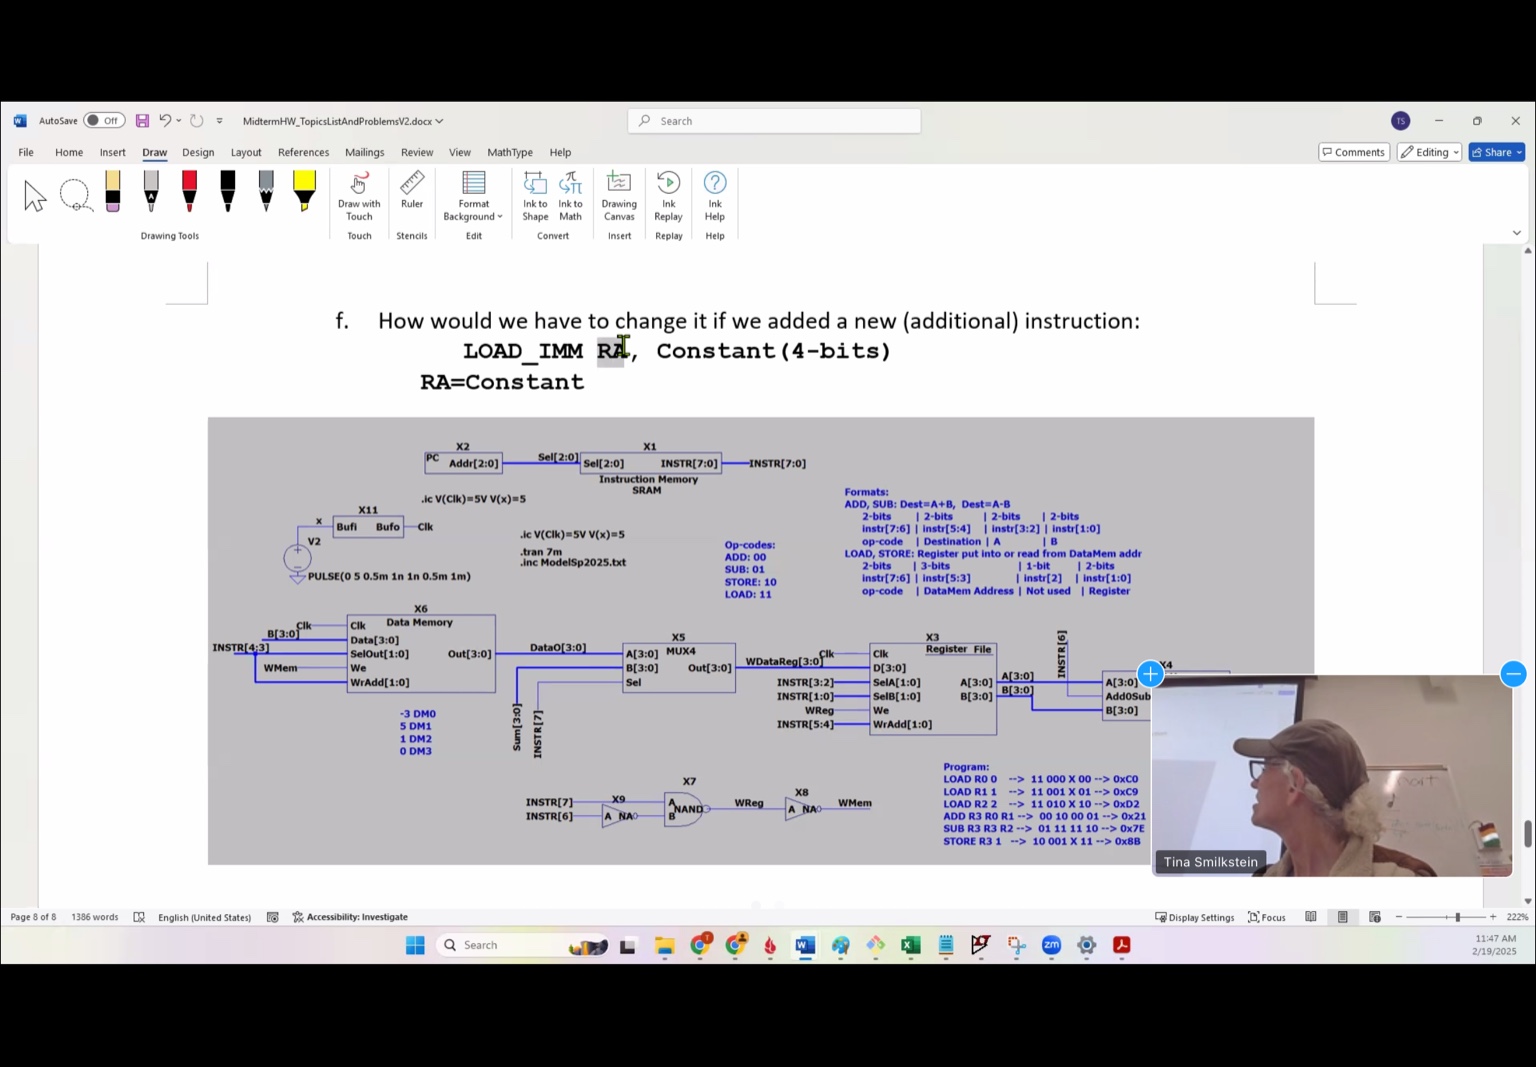 AutoSave Off MidtermHW_TopicsListAndProblemsV2.docx Search TS
File Home Insert Draw Design Layout References Mailings Review View MathType Help Comments Editing Share
Draw with Touch Ruler Format Background Ink to Shape Ink to Math Drawing Canvas Ink Replay Ink Help
Drawing Tools Touch Stencils Edit Convert Insert Replay Help
f. How would we have to change it if we added a new (additional) instruction:
LOAD_IMM RA, Constant(4-bits)
RA=Constant
X2
PC
Addr[2:0]
Sel[2:0]
X1
Sel[2:0] INSTR[7:0]
INSTR[7:0]
Instruction Memory
SRAM
.ic V(Clk)=5V V(x)=5
X11
x
Bufi Bufo
Clk
V2
PULSE(0 5 0.5m 1n 1n 0.5m 1m)
.ic V(Clk)=5V V(x)=5
.tran 7m
.inc ModelSp2025.txt
Op-codes:
ADD: 00
SUB: 01
STORE: 10
LOAD: 11
Formats:
ADD, SUB: Dest=A+B, Dest=A-B
2-bits | 2-bits | 2-bits | 2-bits
instr[7:6] | instr[5:4] | instr[3:2] | instr[1:0]
op-code | Destination | A | B
LOAD, STORE: Register put into or read from DataMem addr
2-bits | 3-bits | 1-bit | 2-bits
instr[7:6] | instr[5:3] | instr[2] | instr[1:0]
op-code | DataMem Address | Not used | Register
X6
Data Memory
Clk
B[3:0]
INSTR[4:3]
WMem
Clk
Data[3:0]
SelOut[1:0]
We
WrAdd[1:0]
Out[3:0]
-3 DM0
5 DM1
1 DM2
0 DM3
DataO[3:0]
Sum[3:0]
INSTR[7]
X5
MUX4
A[3:0]
B[3:0]
Sel
Out[3:0]
WDataReg[3:0]
Clk
INSTR[3:2]
INSTR[1:0]
WReg
INSTR[5:4]
X3
Register File
Clk
D[3:0]
SelA[1:0]
SelB[1:0]
We
WrAdd[1:0]
A[3:0]
B[3:0]
A[3:0]
B[3:0]
INSTR[6]
X4
A[3:0]
Add0Sub
B[3:0]
INSTR[7]
INSTR[6]
X9
A NA
X7
A NAND
B
WReg
X8
A NA
WMem
Program:
LOAD R0 0 --> 11 000 X 00 --> 0xC0
LOAD R1 1 --> 11 001 X 01 --> 0xC9
LOAD R2 2 --> 11 010 X 10 --> 0xD2
ADD R3 R0 R1 --> 00 10 00 01 --> 0x21
SUB R3 R3 R2 --> 01 11 11 10 --> 0x7E
STORE R3 1 --> 10 001 X 11 --> 0x8B
Tina Smilkstein
Page 8 of 8 1386 words English (United States) Accessibility: Investigate Display Settings Focus 222%
Search zm
11:47 AM
2/19/2025